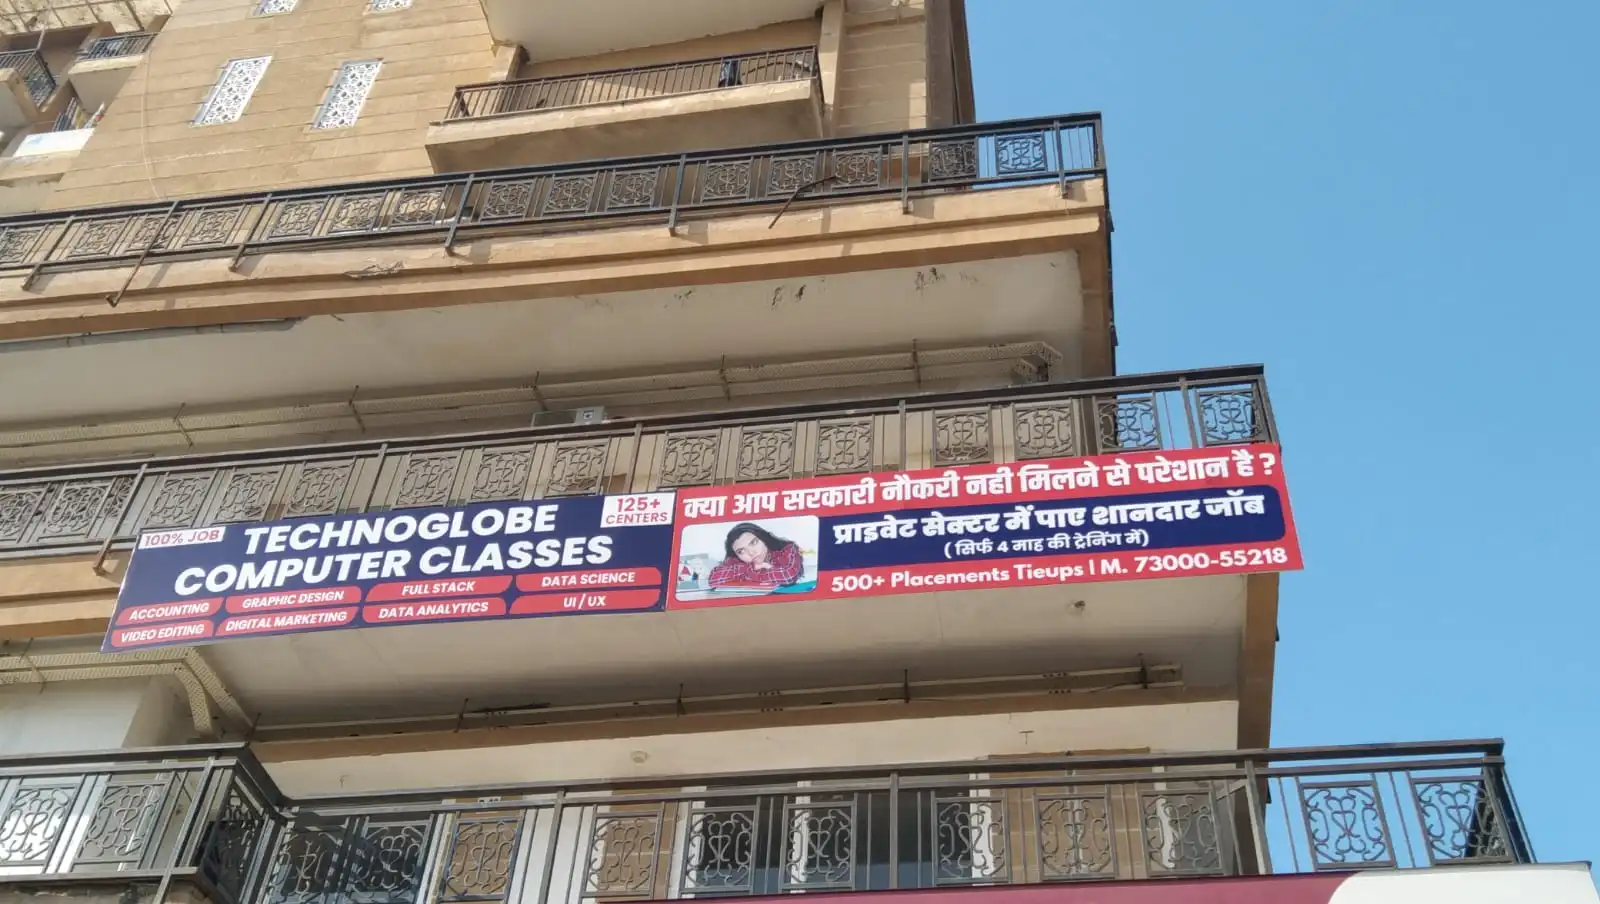 100% JOB
TECHNOGLOBE
125+
CENTERS
COMPUTER CLASSES
ACCOUNTING
GRAPHIC DESIGN
FULL STACK
DATA SCIENCE
VIDEO EDITING
DIGITAL MARKETING
DATA ANALYTICS
UI / UX
क्या आप सरकारी नौकरी नही मिलने से परेशान है ?
प्राइवेट सेक्टर में पाए शानदार जॉब
( सिर्फ 4 माह की ट्रेनिंग में)
500+ Placements Tieups | M. 73000-55218